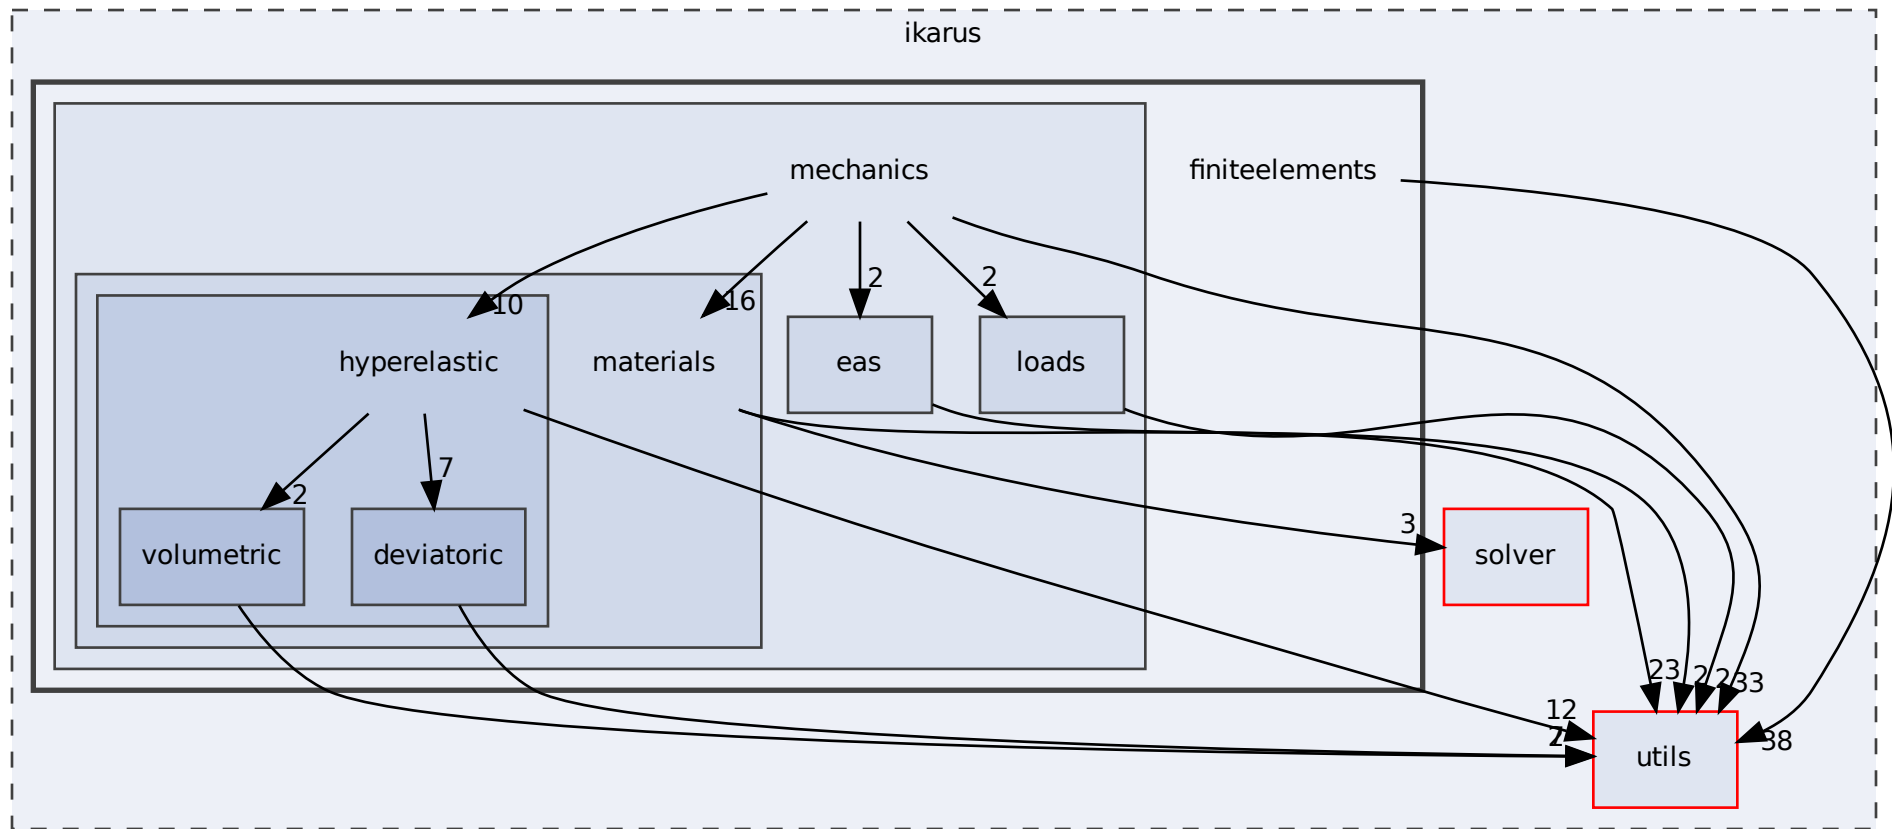 ikarus
mechanics
finiteelements
2
2
10
16
hyperelastic
materials
eas
loads
7
2
3
volumetric
deviatoric
solver
23
2
2
33
12
7
2
38
utils